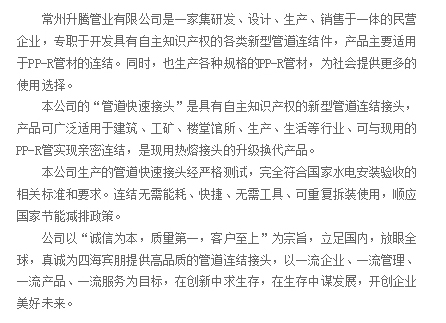 常州升腾管业有限公司是一家集研发、设计、生产、销售于一体的民营
企业，专职于开发具有自主知识产权的各类新型管道连结件，产品主要适用
于PP-R管材的连结。同时，也生产各种规格的PP-R管材，为社会提供更多的
使用选择。
本公司的“管道快速接头”是具有自主知识产权的新型管道连结接头，
产品可广泛适用于建筑、工矿、楼堂馆所、生产、生活等行业、可与现用的
PP-R管实现亲密连结，是现用热熔接头的升级换代产品。
本公司生产的管道快速接头经严格测试，完全符合国家水电安装验收的
相关标准和要求。连结无需能耗、快捷、无需工具、可重复拆装使用，顺应
国家节能减排政策。
公司以“诚信为本，质量第一，客户至上”为宗旨，立足国内，放眼全
球，真诚为四海宾朋提供高品质的管道连结接头，以一流企业、一流管理、
一流产品、一流服务为目标，在创新中求生存，在生存中谋发展，开创企业
美好未来。